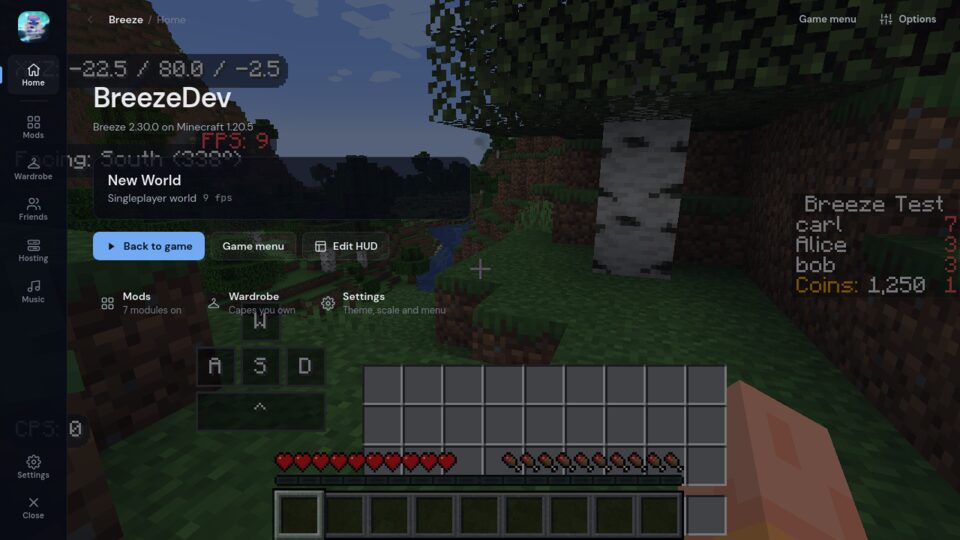 Breeze / Home
Game menu
Options
Home
XYZ: -22.5 / 80.0 / -2.5
BreezeDev
Breeze 2.30.0 on Minecraft 1.20.5
Mods
FPS: 9
Facing: South (338°)
Wardrobe
New World
Singleplayer world 9 fps
Friends
Breeze Test
carl 7
Alice 3
bob 3
Coins: 1,250 1
Back to game
Game menu
Edit HUD
Hosting
Music
Mods
7 modules on
Wardrobe
Capes you own
Settings
Theme, scale and menu
W
A S D
^
CPS: 0
Settings
Close